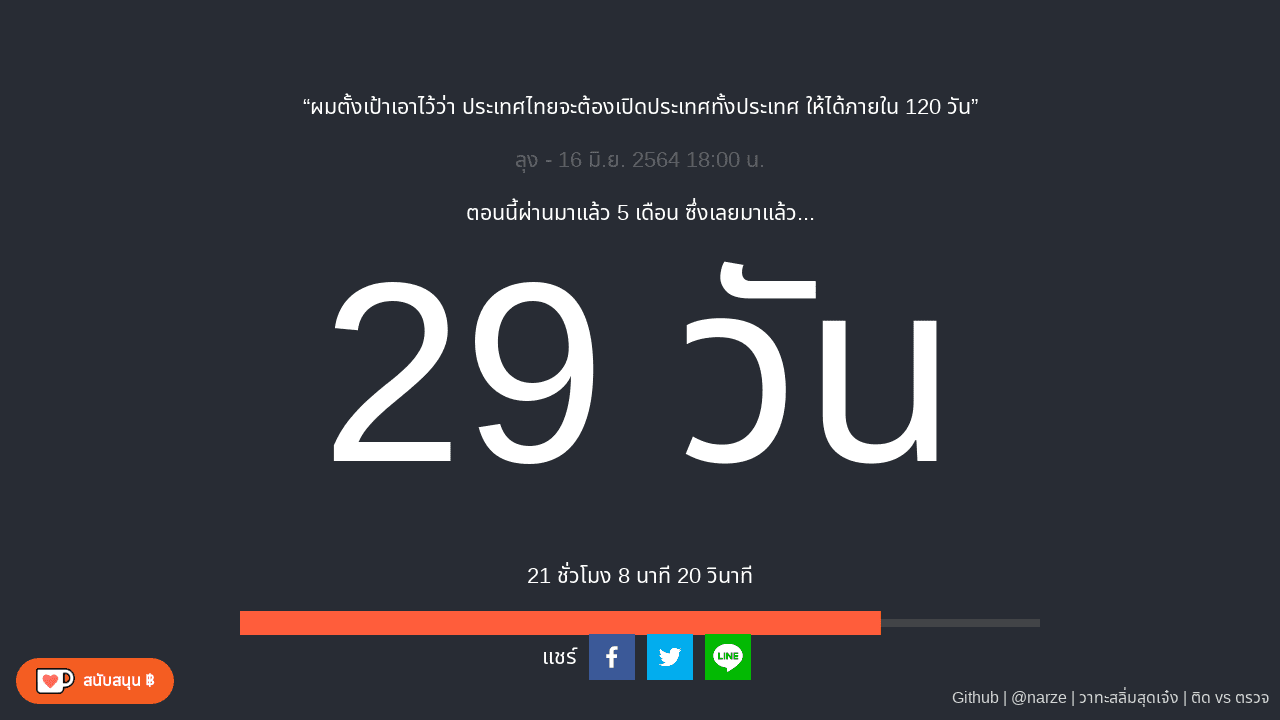 “ผมตั้งเป้าเอาไว้ว่า ประเทศไทยจะต้องเปิดประเทศทั้งประเทศ ให้ได้ภายใน 120 วัน”
ลุง - 16 มิ.ย. 2564 18:00 น.
ตอนนี้ผ่านมาแล้ว 5 เดือน ซึ่งเลยมาแล้ว...
29 วัน
21 ชั่วโมง 8 นาที 20 วินาที
แชร์
LINE
สนับสนุน ฿
Github | @narze | วาทะสลิ่มสุดเจ๋ง | ติด vs ตรวจ